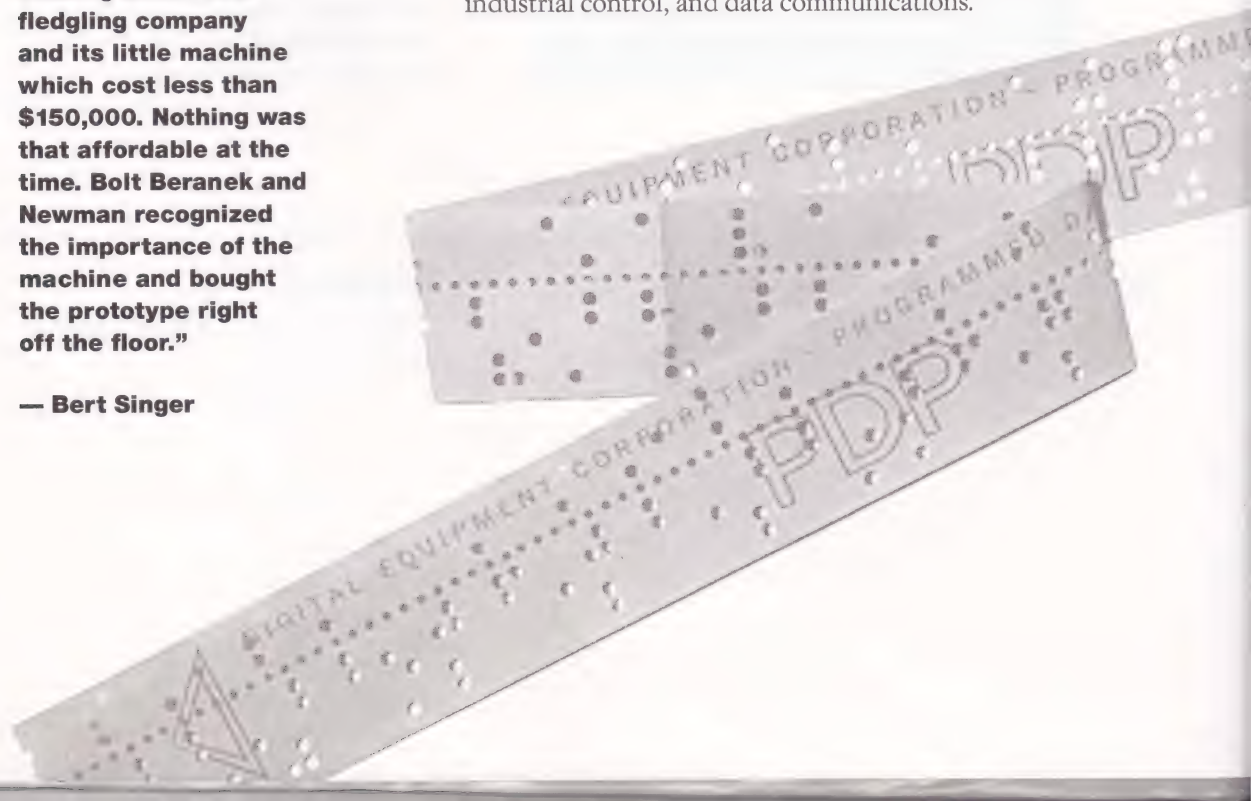 fledgling company
and its little machine
which cost less than
$150,000. Nothing was
that affordable at the
time. Bolt Beranek and
Newman recognized
the importance of the
machine and bought
the prototype right
off the floor.”
— Bert Singer
industrial control, and data communications.
EQUIPMENT CORPORATION - PROGRAMME
PDP
DIGITAL EQUIPMENT CORPORATION - PROGRAMMED DA
PDP